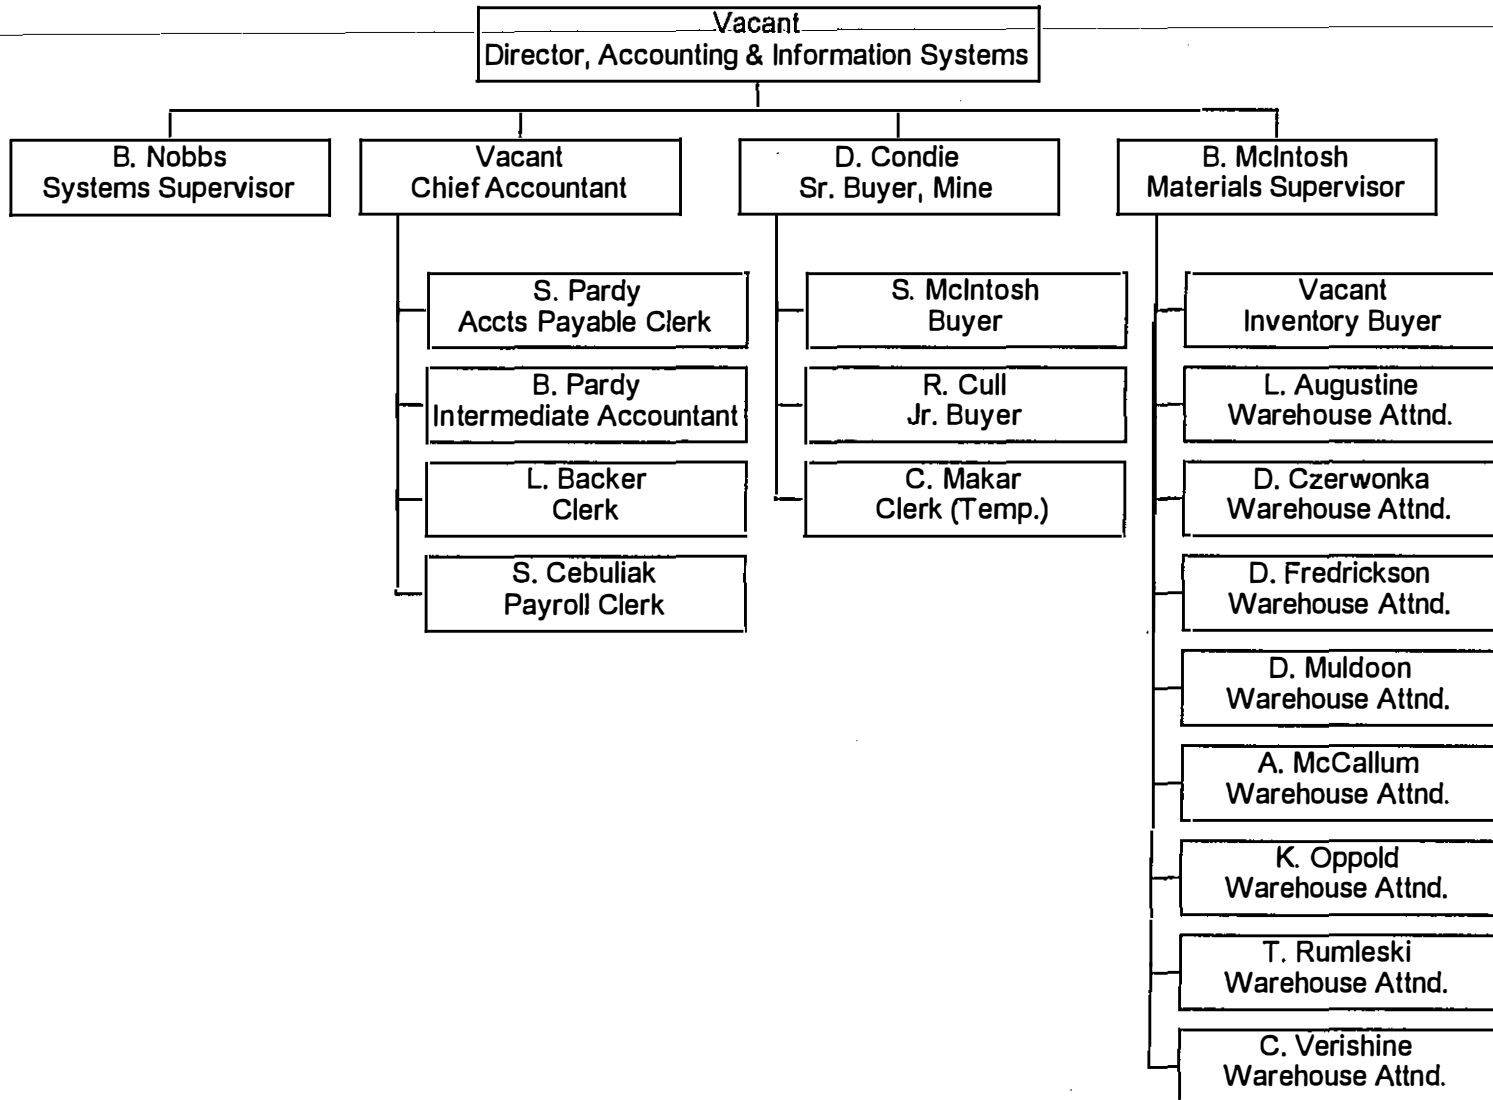 Vacant
Director, Accounting & Information Systems
B. Nobbs
Systems Supervisor
Vacant
Chief Accountant
D. Condie
Sr. Buyer, Mine
B. McIntosh
Materials Supervisor
S. Pardy
Accts Payable Clerk
B. Pardy
Intermediate Accountant
L. Backer
Clerk
S. Cebuliak
Payroll Clerk
S. McIntosh
Buyer
R. Cull
Jr. Buyer
C. Makar
Clerk (Temp.)
Vacant
Inventory Buyer
L. Augustine
Warehouse Attnd.
D. Czerwonka
Warehouse Attnd.
D. Fredrickson
Warehouse Attnd.
D. Muldoon
Warehouse Attnd.
A. McCallum
Warehouse Attnd.
K. Oppold
Warehouse Attnd.
T. Rumleski
Warehouse Attnd.
C. Verishine
Warehouse Attnd.